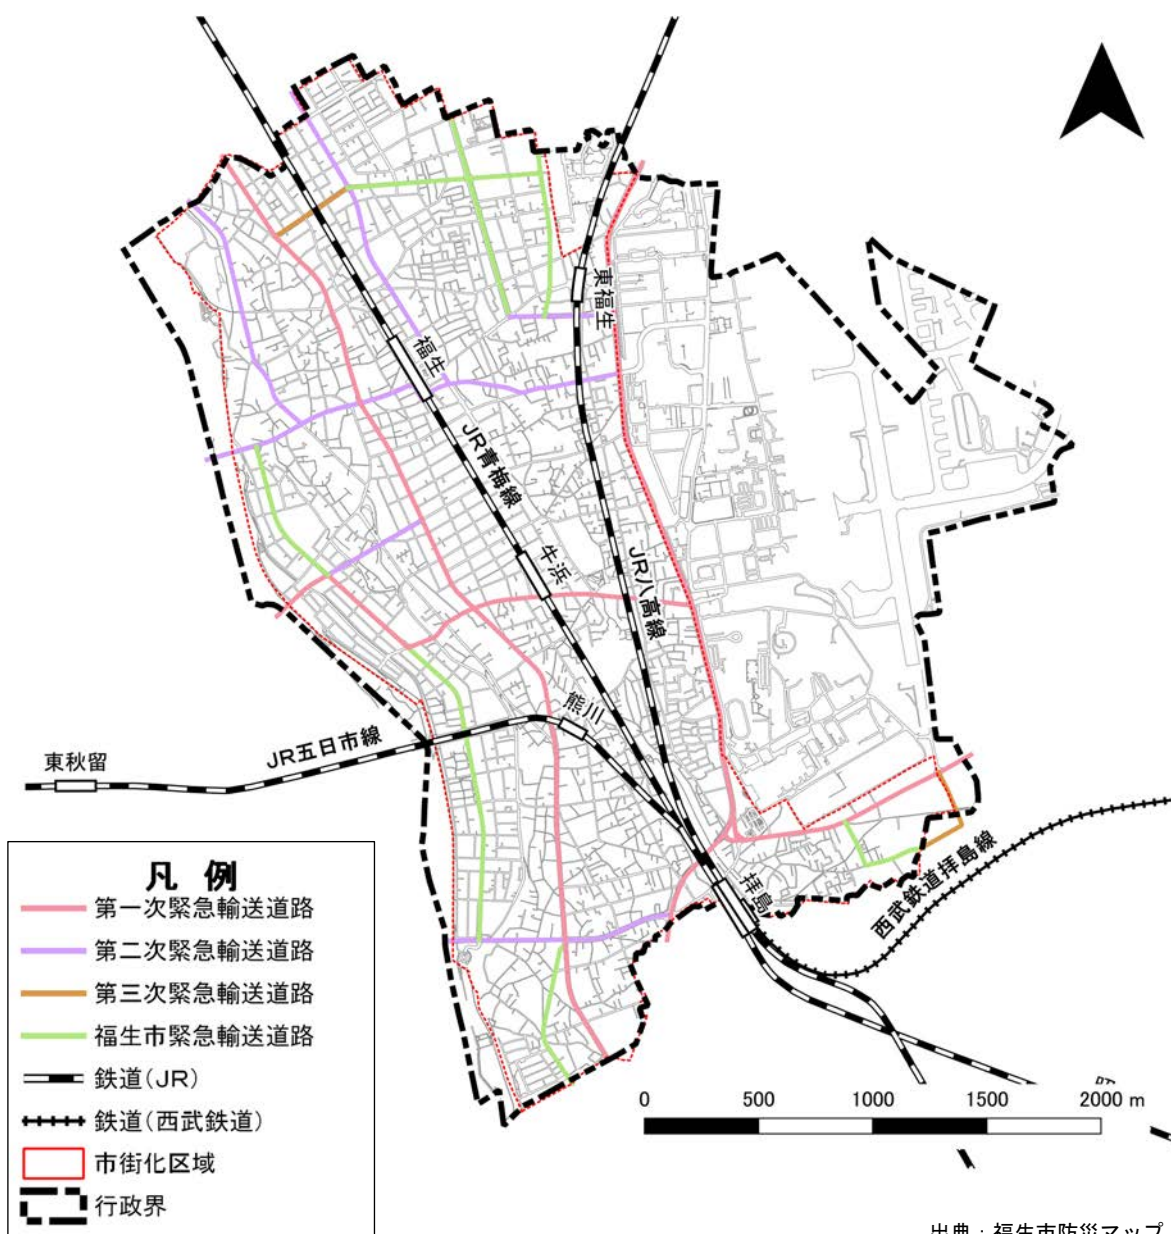 東福生
福生
JR青梅線
牛浜
JR八高線
熊川
東秋留
JR五日市線
拝島
西武鉄道拝島線
凡 例
第一次緊急輸送道路
第二次緊急輸送道路
第三次緊急輸送道路
福生市緊急輸送道路
鉄道(JR)
鉄道(西武鉄道)
市街化区域
行政界
0 500 1000 1500 2000 m
出典:福生市防災マップ